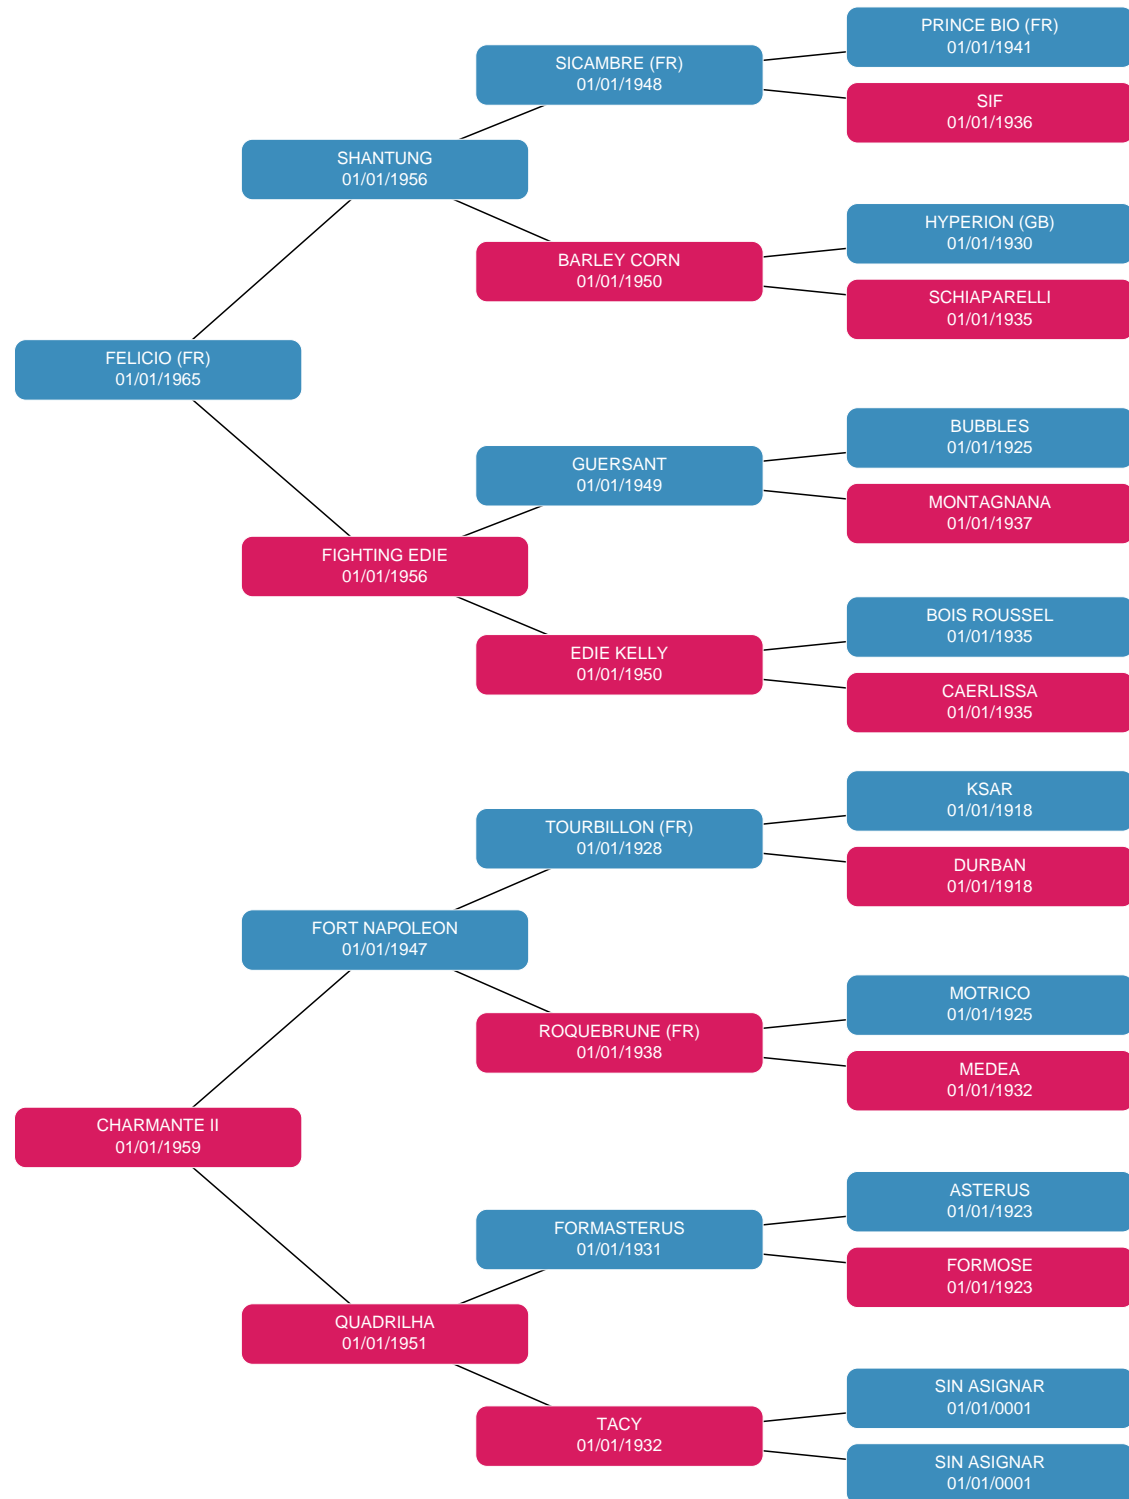 PRINCE BIO (FR)
01/01/1941
SICAMBRE (FR)
01/01/1948
SIF
01/01/1936
SHANTUNG
01/01/1956
HYPERION (GB)
01/01/1930
BARLEY CORN
01/01/1950
SCHIAPARELLI
01/01/1935
FELICIO (FR)
01/01/1965
BUBBLES
01/01/1925
GUERSANT
01/01/1949
MONTAGNANA
01/01/1937
FIGHTING EDIE
01/01/1956
BOIS ROUSSEL
01/01/1935
EDIE KELLY
01/01/1950
CAERLISSA
01/01/1935
KSAR
01/01/1918
TOURBILLON (FR)
01/01/1928
DURBAN
01/01/1918
FORT NAPOLEON
01/01/1947
MOTRICO
01/01/1925
ROQUEBRUNE (FR)
01/01/1938
MEDEA
01/01/1932
CHARMANTE II
01/01/1959
ASTERUS
01/01/1923
FORMASTERUS
01/01/1931
FORMOSE
01/01/1923
QUADRILHA
01/01/1951
SIN ASIGNAR
01/01/0001
TACY
01/01/1932
SIN ASIGNAR
01/01/0001